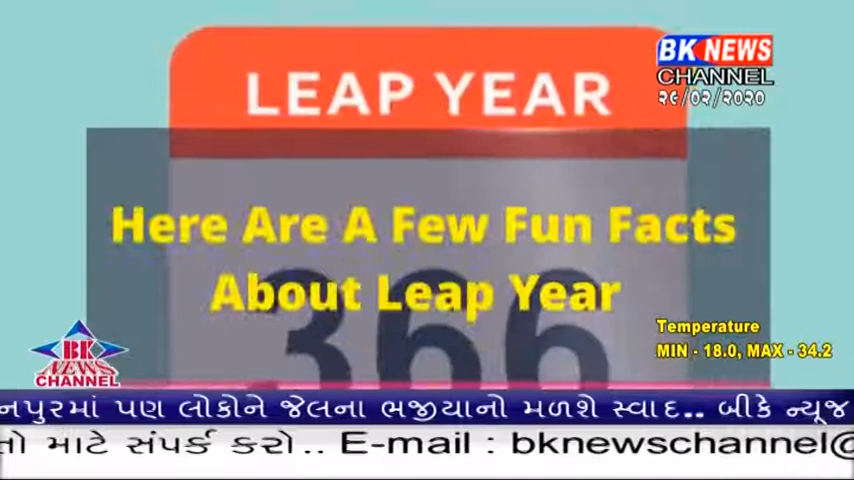 LEAP YEAR
BK NEWS
CHANNEL
૨૯/૦૨/૨૦૨૦
Here Are A Few Fun Facts
About Leap Year
366
Temperature
MIN - 18.0, MAX - 34.2
BK
NEWS
CHANNEL
નપુરમાં પણ લોકોને જેલના ભજીયાનો મળશે સ્વાદ.. બીકે ન્યૂજ
તો માટે સંપર્ક કરો.. E-mail : bknewschannel@